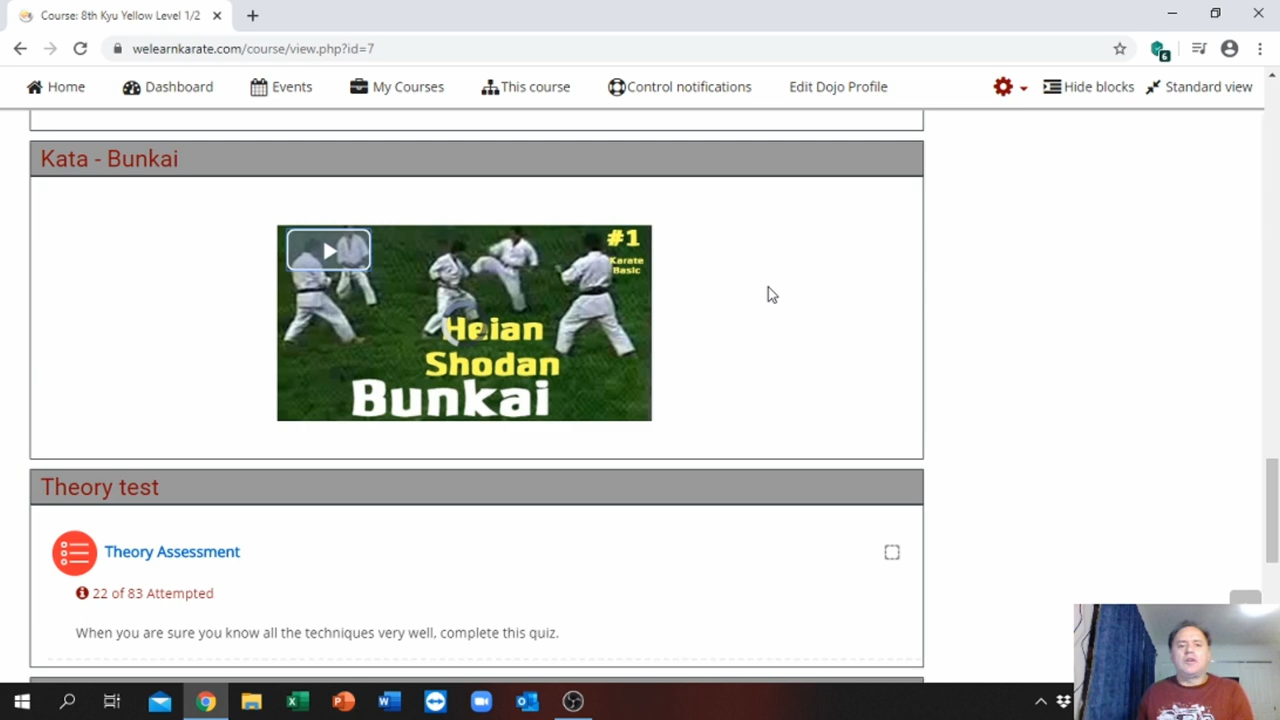 Course: 8th Kyu Yellow Level 1/2
welearnkarate.com/course/view.php?id=7
6
Home Dashboard Events My Courses This course Control notifications Edit Dojo Profile Hide blocks Standard view
Kata - Bunkai
#1
Karate
Basic
Heian
Shodan
Bunkai
Theory test
Theory Assessment
22 of 83 Attempted
When you are sure you know all the techniques very well, complete this quiz.